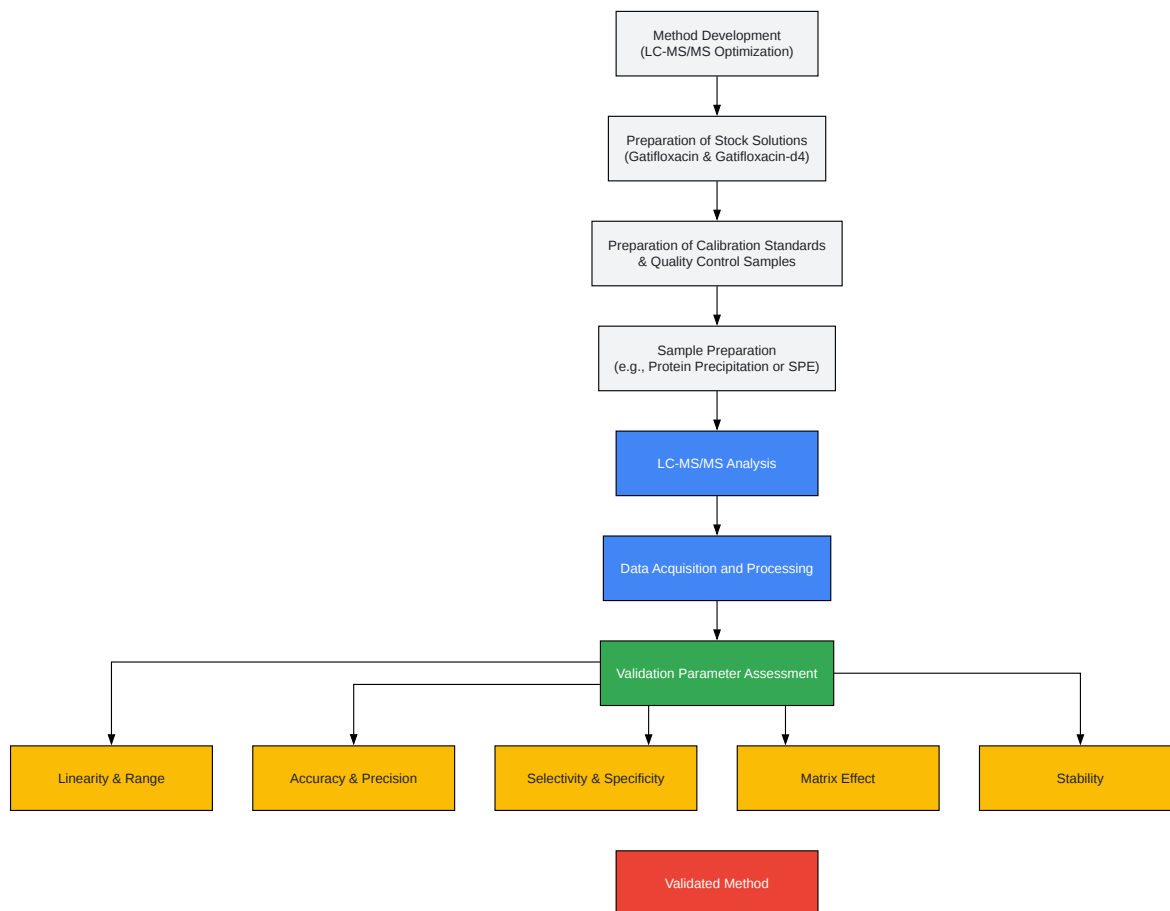 Method Development
(LC-MS/MS Optimization)
Preparation of Stock Solutions
(Gatifloxacin & Gatifloxacin-d4)
Preparation of Calibration Standards
& Quality Control Samples
Sample Preparation
(e.g., Protein Precipitation or SPE)
LC-MS/MS Analysis
Data Acquisition and Processing
Validation Parameter Assessment
Linearity & Range
Accuracy & Precision
Selectivity & Specificity
Matrix Effect
Stability
Validated Method